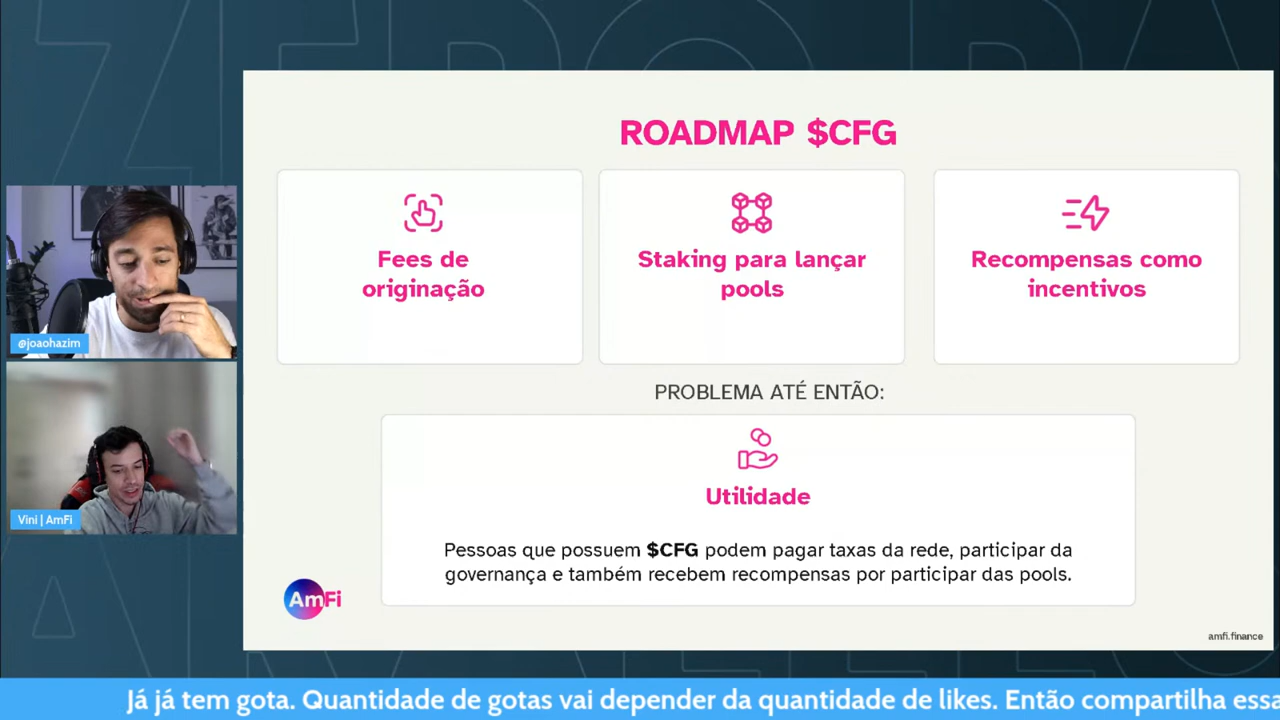 ROADMAP $CFG
Fees de
originação
Staking para lançar
pools
Recompensas como
incentivos
PROBLEMA ATÉ ENTÃO:
Utilidade
Pessoas que possuem $CFG podem pagar taxas da rede, participar da
governança e também recebem recompensas por participar das pools.
AmFi
amfi.finance
@joaohazim
Vini | AmFi
Já já tem gota. Quantidade de gotas vai depender da quantidade de likes. Então compartilha essa